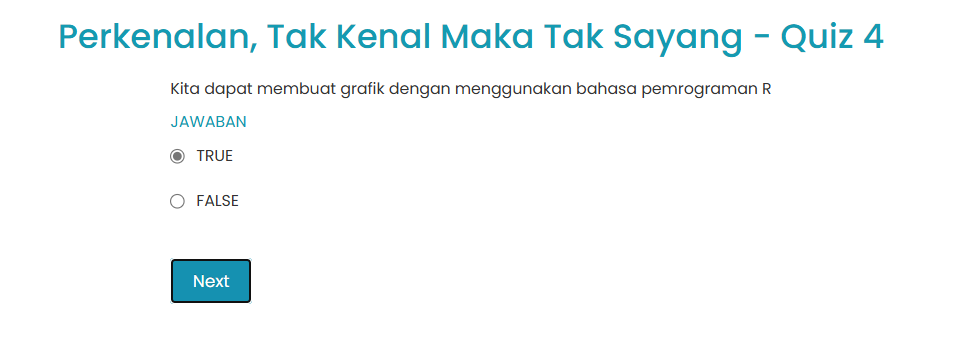 Perkenalan, Tak Kenal Maka Tak Sayang - Quiz 4
Kita dapat membuat grafik dengan menggunakan bahasa pemrograman R
JAWABAN
TRUE
FALSE
Next